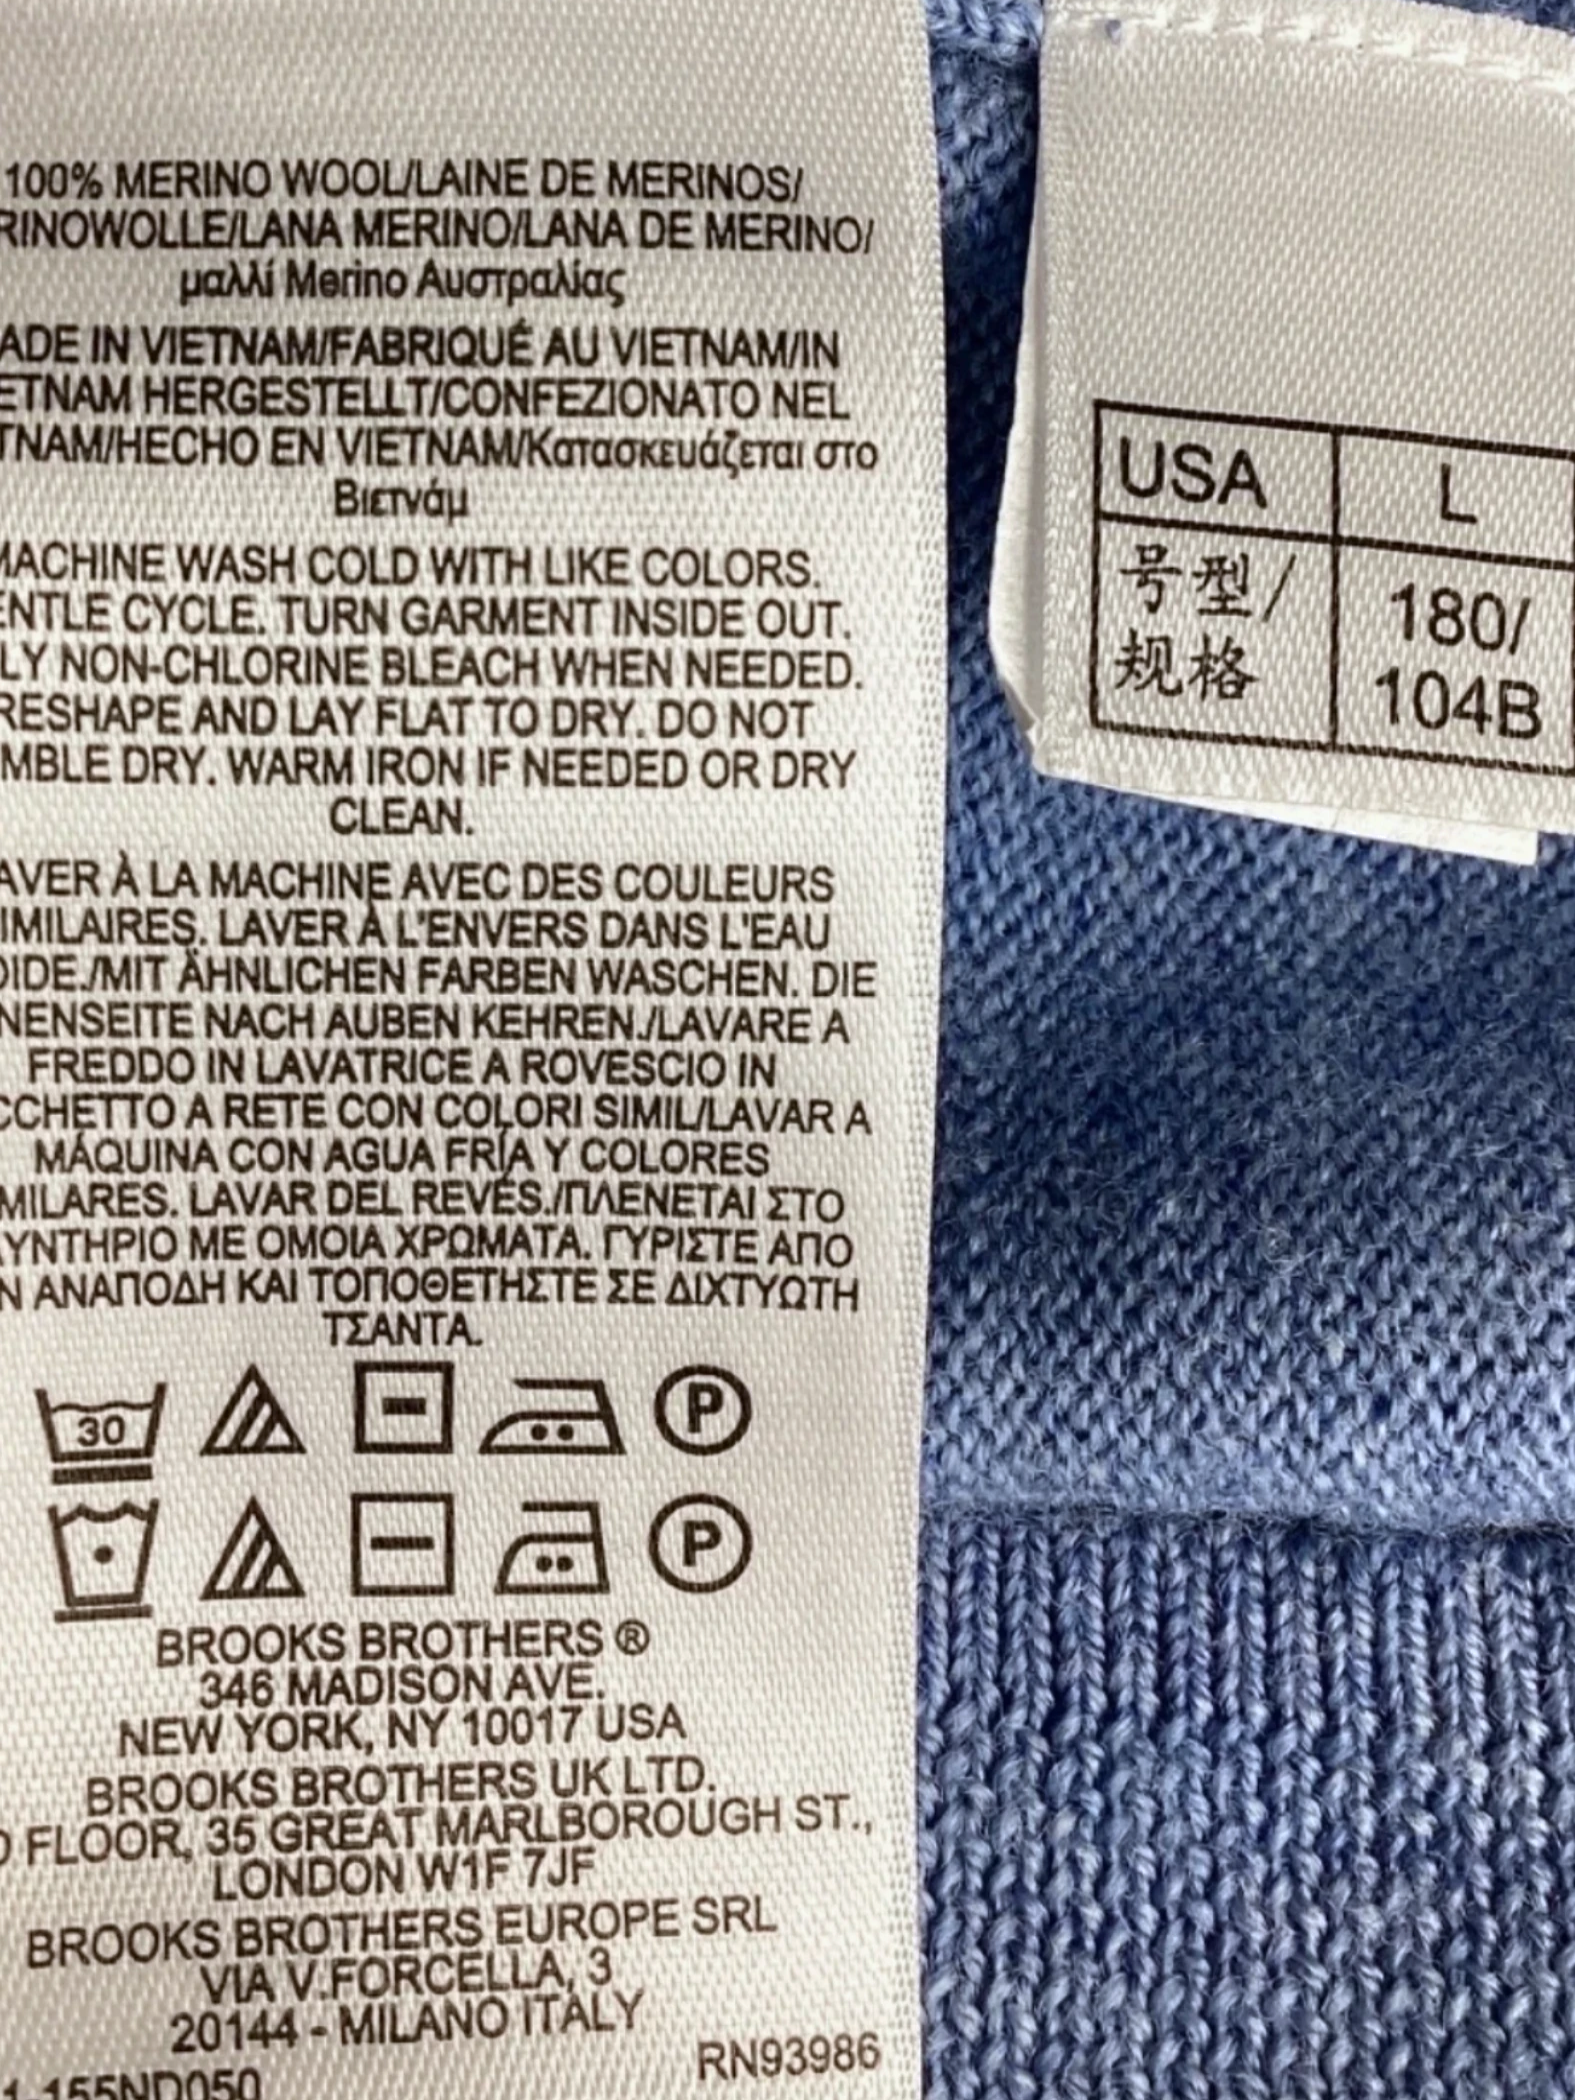 100% MERINO WOOL/LAINE DE MERINOS/
RINOWOLLE/LANA MERINO/LANA DE MERINO/
μαλλί Merino Αυστραλίας
ADE IN VIETNAM/FABRIQUÉ AU VIETNAM/IN
ETNAM HERGESTELLT/CONFEZIONATO NEL
TNAM/HECHO EN VIETNAM/Κατασκευάζεται στο
Βιετνάμ
MACHINE WASH COLD WITH LIKE COLORS.
ENTLE CYCLE. TURN GARMENT INSIDE OUT.
LY NON-CHLORINE BLEACH WHEN NEEDED.
RESHAPE AND LAY FLAT TO DRY. DO NOT
MBLE DRY. WARM IRON IF NEEDED OR DRY
CLEAN.
AVER À LA MACHINE AVEC DES COULEURS
IMILAIRES. LAVER À L'ENVERS DANS L'EAU
OIDE./MIT ÄHNLICHEN FARBEN WASCHEN. DIE
NENSEITE NACH AUBEN KEHREN./LAVARE A
FREDDO IN LAVATRICE A ROVESCIO IN
CCHETTO A RETE CON COLORI SIMIL/LAVAR A
MÁQUINA CON AGUA FRÍA Y COLORES
MILARES. LAVAR DEL REVÉS./ΠΛΕΝΕΤΑΙ ΣΤΟ
ΥΝΤΗΡΙΟ ΜΕ ΟΜΟΙΑ ΧΡΩΜΑΤΑ. ΓΥΡΙΣΤΕ ΑΠΟ
Ν ΑΝΑΠΟΔΗ ΚΑΙ ΤΟΠΟΘΕΤΗΣΤΕ ΣΕ ΔΙΧΤΥΩΤΗ
ΤΣΑΝΤΑ.
30 P
P
BROOKS BROTHERS ®
346 MADISON AVE.
NEW YORK, NY 10017 USA
BROOKS BROTHERS UK LTD.
D FLOOR, 35 GREAT MARLBOROUGH ST.,
LONDON W1F 7JF
BROOKS BROTHERS EUROPE SRL
VIA V.FORCELLA, 3
20144 - MILANO ITALY
RN93986
1-155ND050
USA L
号型/ 180/
规格 104B